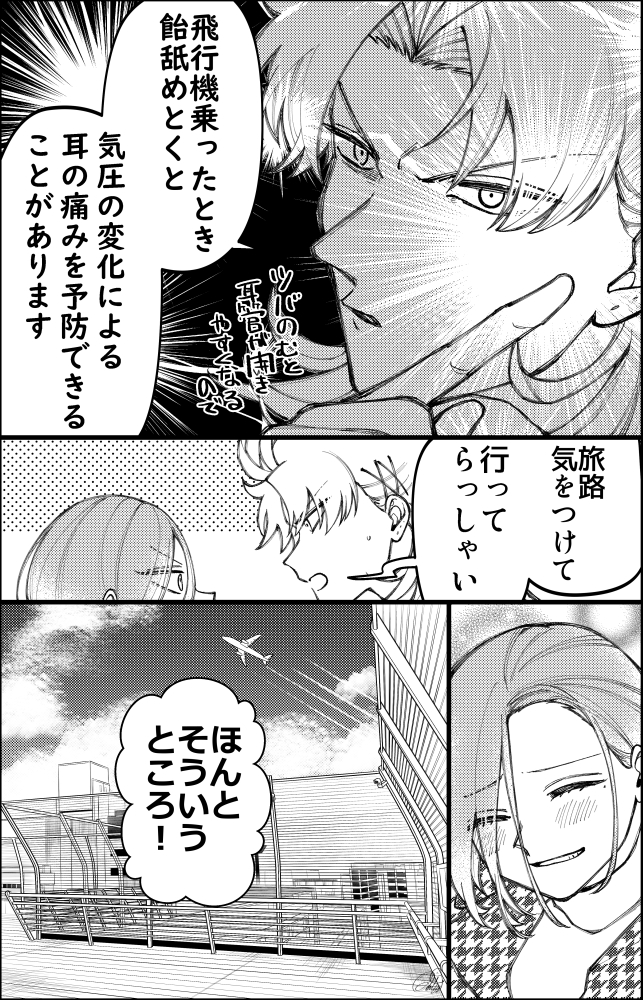 飛行機乗ったとき
飴舐めとくと
気圧の変化による
耳の痛みを予防できる
ことがあります
ツバのむと
耳管が開き
やすくなる
ので
旅路
気をつけて
行って
らっしゃい
ほんと
そういう
ところ！